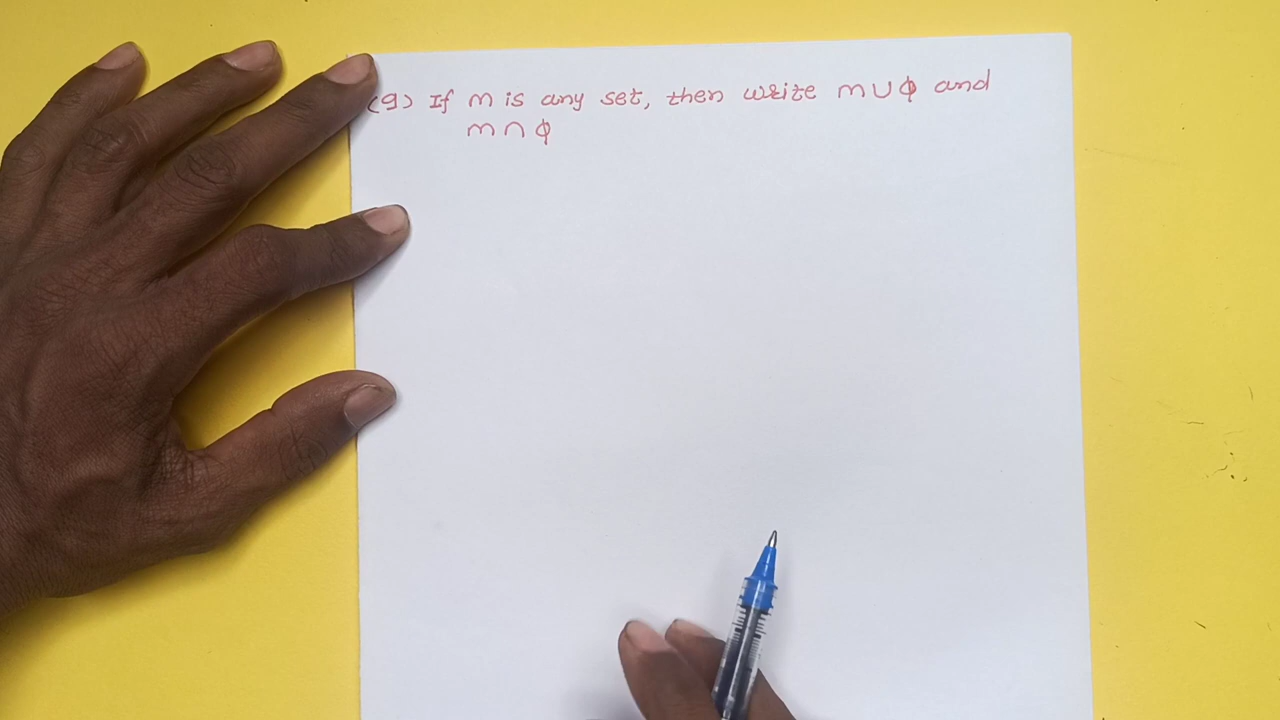 (9) If m is any set, then write m ∪ ϕ and
m ∩ ϕ